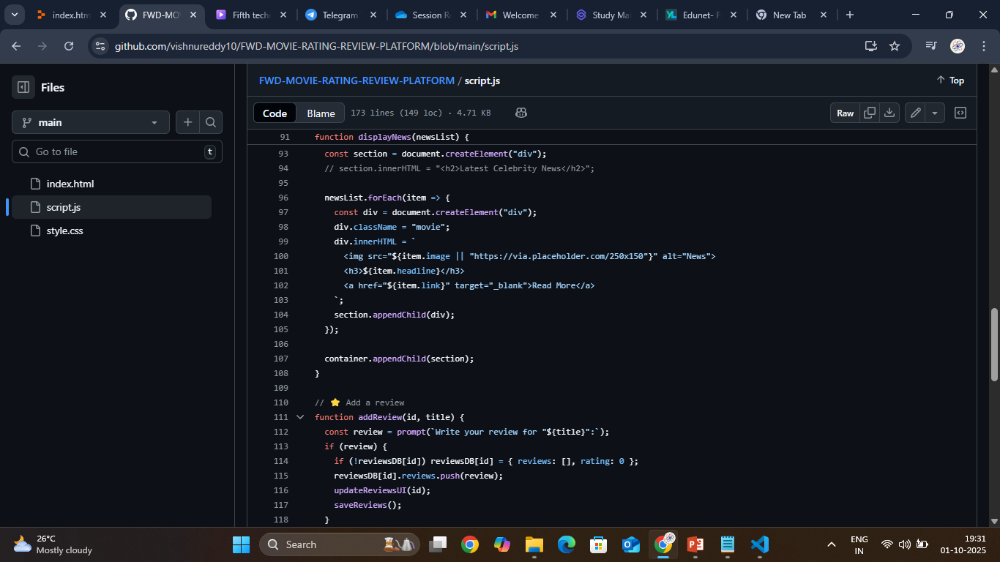 index.htm
FWD-MOV
Fifth tech
Telegram
Session R
Welcome
Study Ma
Edunet- F
New Tab
github.com/vishnureddy10/FWD-MOVIE-RATING-REVIEW-PLATFORM/blob/main/script.js
Files
main
Go to file
t
index.html
script.js
style.css
FWD-MOVIE-RATING-REVIEW-PLATFORM / script.js
Top
Code
Blame
173 lines (149 loc) · 4.71 KB
Raw
91 function displayNews(newsList) {
93 const section = document.createElement("div");
94 // section.innerHTML = "<h2>Latest Celebrity News</h2>";
95
96 newsList.forEach(item => {
97 const div = document.createElement("div");
98 div.className = "movie";
99 div.innerHTML = `
100 <img src="${item.image || "https://via.placeholder.com/250x150"}" alt="News">
101 <h3>${item.headline}</h3>
102 <a href="${item.link}" target="_blank">Read More</a>
103 `;
104 section.appendChild(div);
105 });
106
107 container.appendChild(section);
108 }
109
110 // ⭐ Add a review
111 function addReview(id, title) {
112 const review = prompt(`Write your review for "${title}":`);
113 if (review) {
114 if (!reviewsDB[id]) reviewsDB[id] = { reviews: [], rating: 0 };
115 reviewsDB[id].reviews.push(review);
116 updateReviewsUI(id);
117 saveReviews();
118 }
26°C
Mostly cloudy
Search
ENG
IN
19:31
01-10-2025